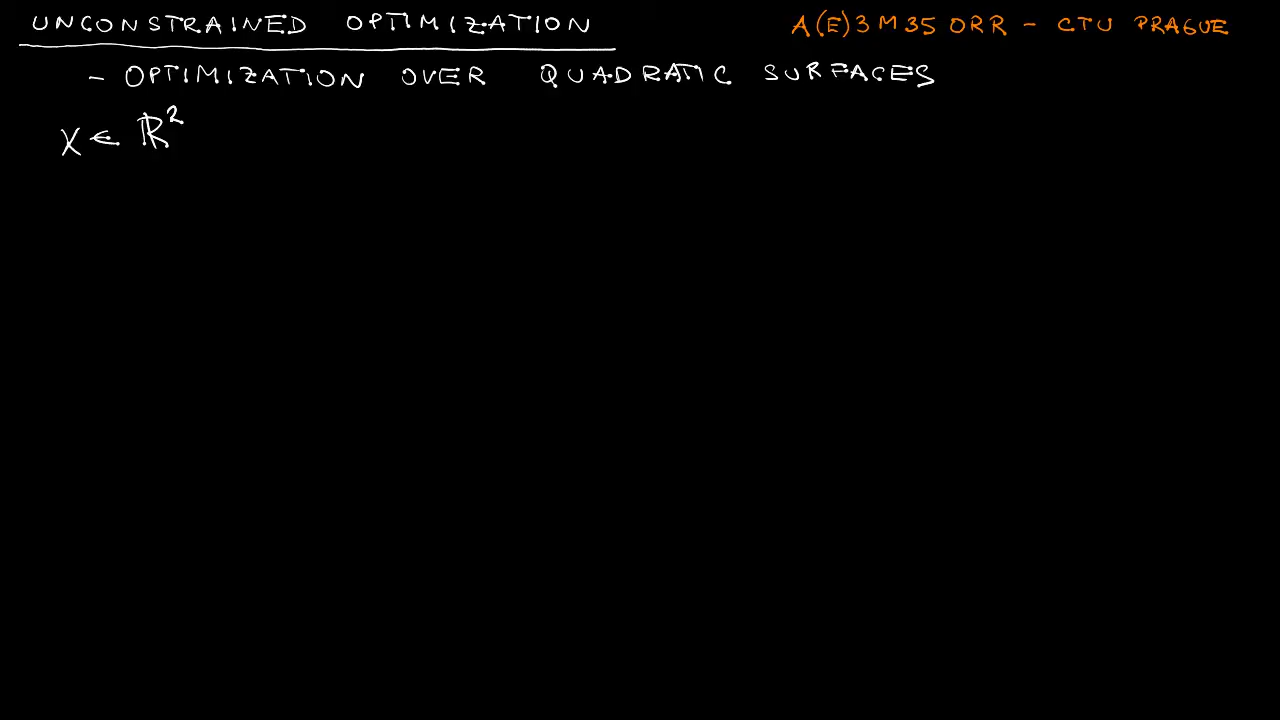 UNCONSTRAINED OPTIMIZATION
A(E)3M35ORR - CTU PRAGUE
- OPTIMIZATION OVER QUADRATIC SURFACES
x ∈ ℝ²